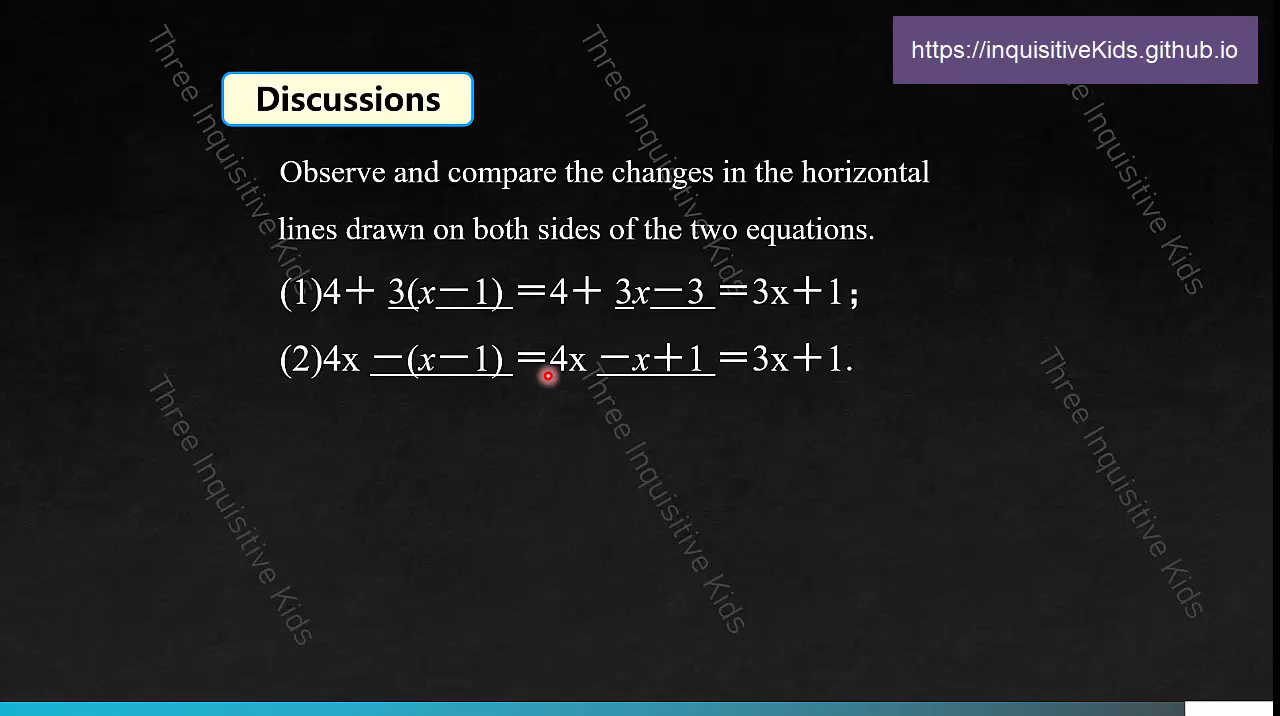 https://inquisitiveKids.github.io
Discussions
Observe and compare the changes in the horizontal
lines drawn on both sides of the two equations.
(1)4+ 3(x−1) =4+ 3x−3 =3x+1;
(2)4x −(x−1) =4x −x+1 =3x+1.
Three Inquisitive Kids
Three Inquisitive Kids
Three Inquisitive Kids
Three Inquisitive Kids
Three Inquisitive Kids
Three Inquisitive Kids